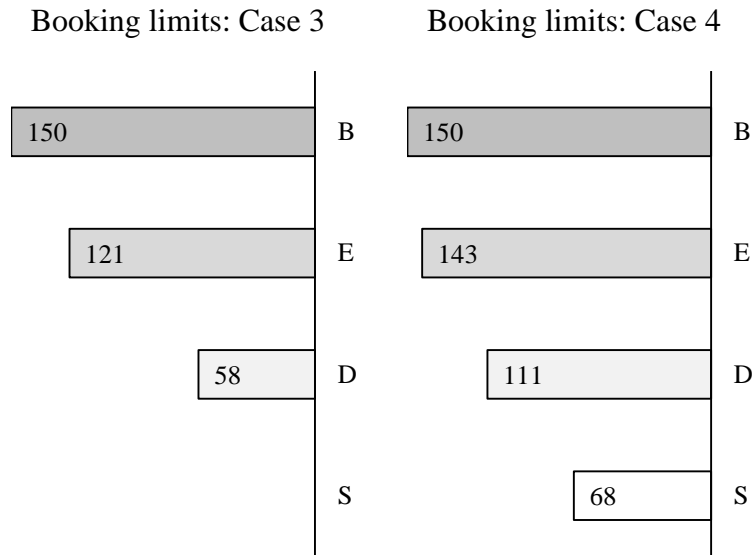 Booking limits: Case 3
150 B
121 E
58 D
S
Booking limits: Case 4
150 B
143 E
111 D
68 S